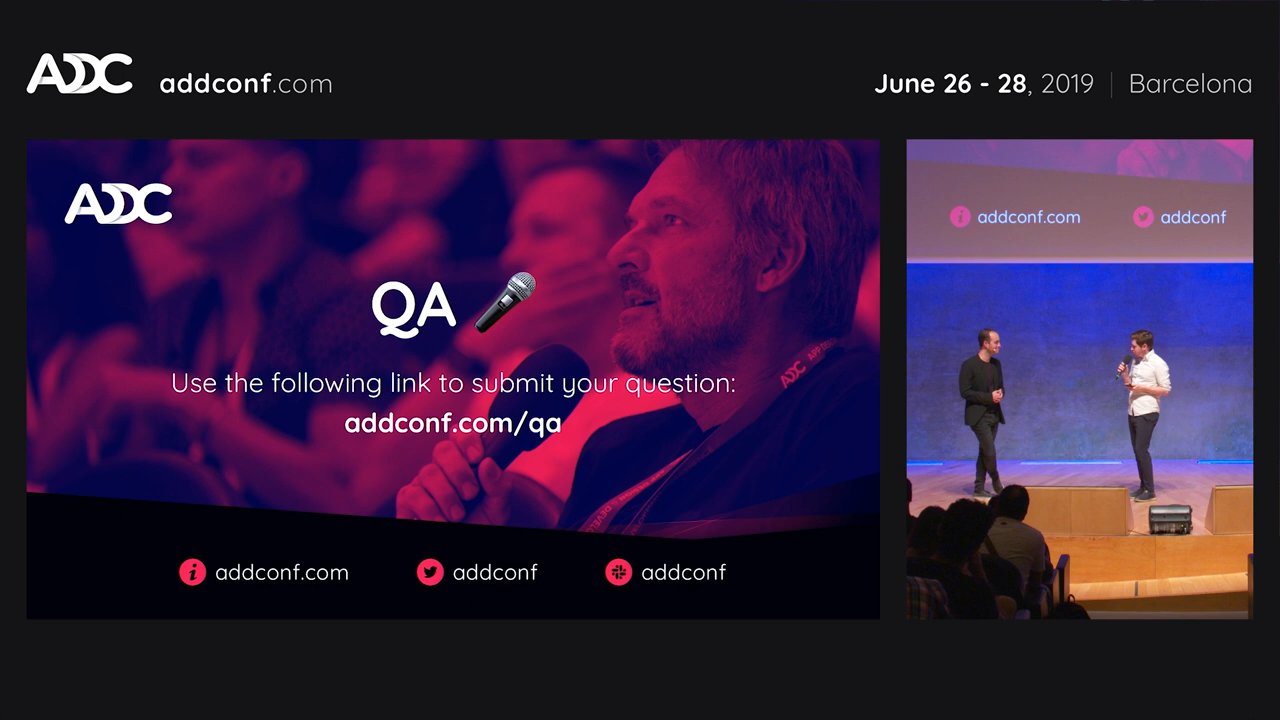 ADDC addconf.com
June 26 - 28, 2019 | Barcelona
ADDC
QA
Use the following link to submit your question:
addconf.com/qa
addconf.com
addconf
addconf
addconf.com
addconf
ADDC